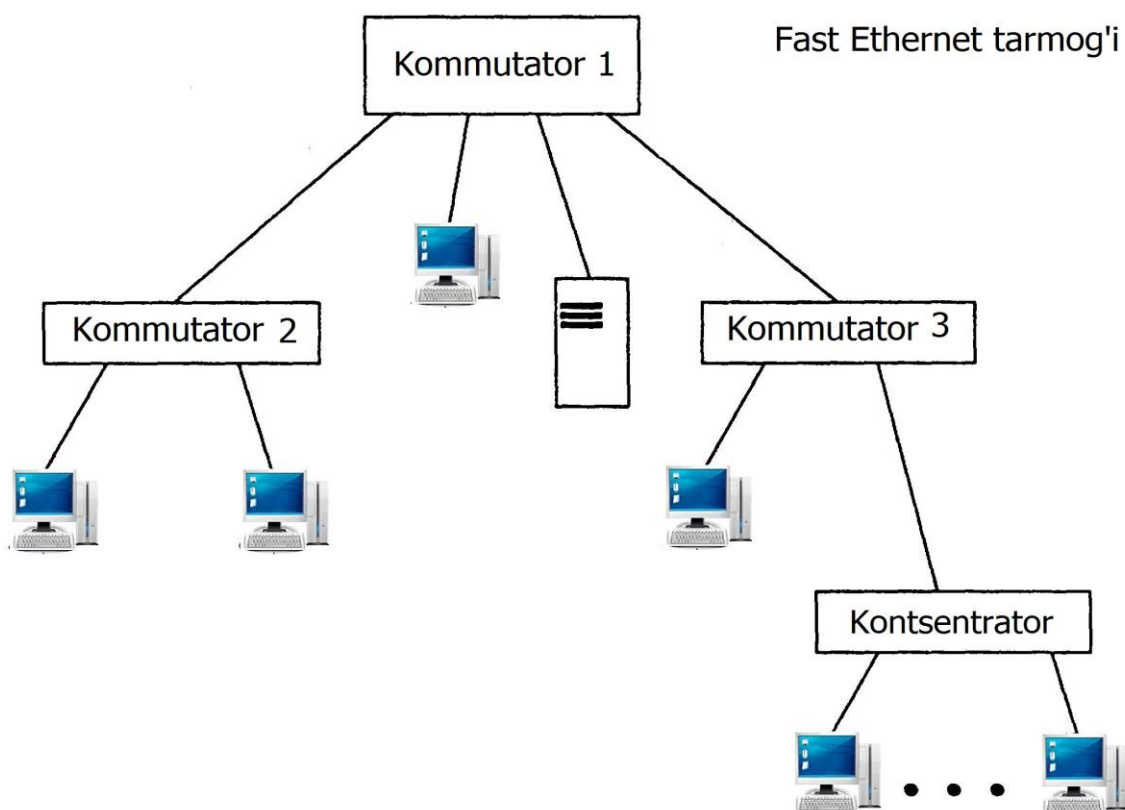 Fast Ethernet tarmog'i
Kommutator 1
Kommutator 2
Kommutator 3
Kontsentrator